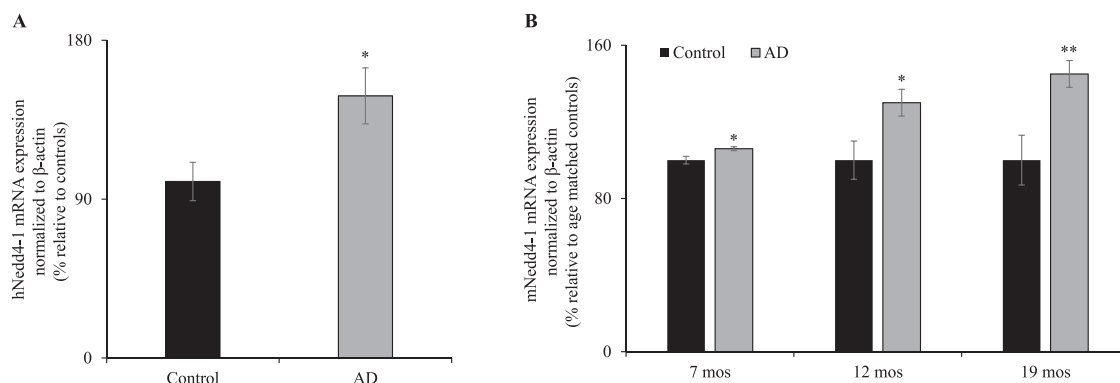 A
180
90
0
hNedd4-1 mRNA expression
normalized to β-actin
(% relative to controls)
*
Control
AD
B
160
80
0
mNedd4-1 mRNA expression
normalized to β-actin
(% relative to age matched controls)
Control
AD
*
*
**
7 mos
12 mos
19 mos